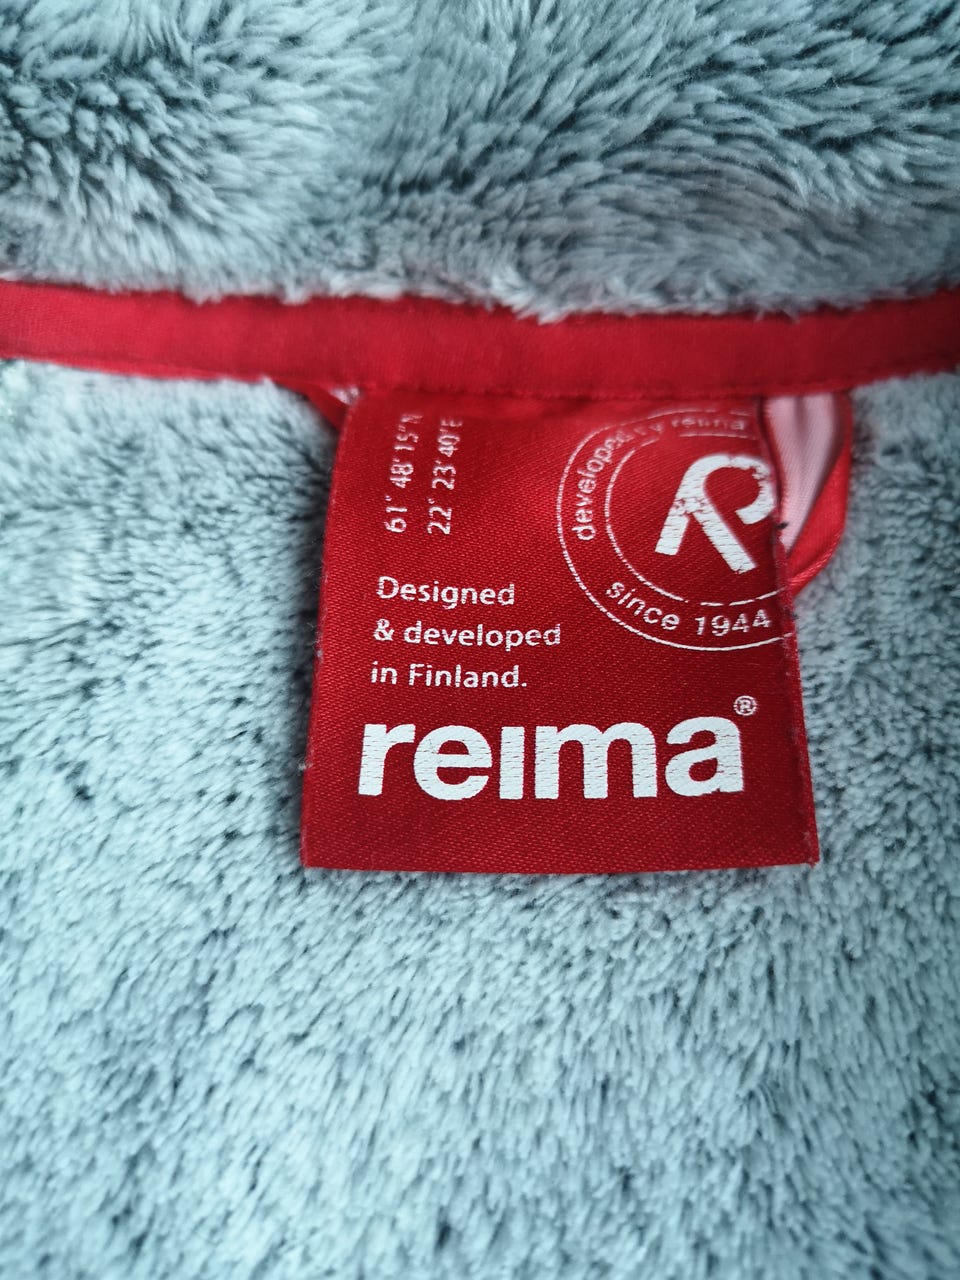 61° 48' 15"N
22° 23' 40"E
developed by reima
R
since 1944
Designed
& developed
in Finland.
reima®